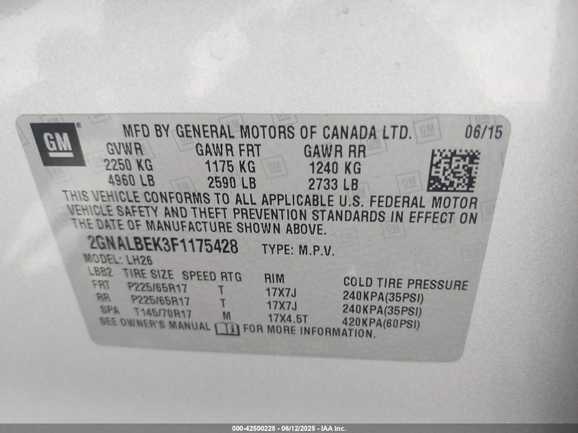 GM
MFD BY GENERAL MOTORS OF CANADA LTD. 06/15
GVWR GAWR FRT GAWR RR
2250 KG 1175 KG 1240 KG
4960 LB 2590 LB 2733 LB
THIS VEHICLE CONFORMS TO ALL APPLICABLE U.S. FEDERAL MOTOR
VEHICLE SAFETY AND THEFT PREVENTION STANDARDS IN EFFECT ON
THE DATE OF MANUFACTURE SHOWN ABOVE.
2GNALBEK3F1175428 TYPE: M.P.V.
MODEL: LH26
LBB2 TIRE SIZE SPEED RTG RIM COLD TIRE PRESSURE
FRT P225/65R17 T 17X7J 240KPA(35PSI)
RR P225/65R17 T 17X7J 240KPA(35PSI)
SPA T145/70R17 M 17X4.5T 420KPA(60PSI)
SEE OWNER'S MANUAL FOR MORE INFORMATION.
000-42500228 - 06/12/2025 - IAA Inc.